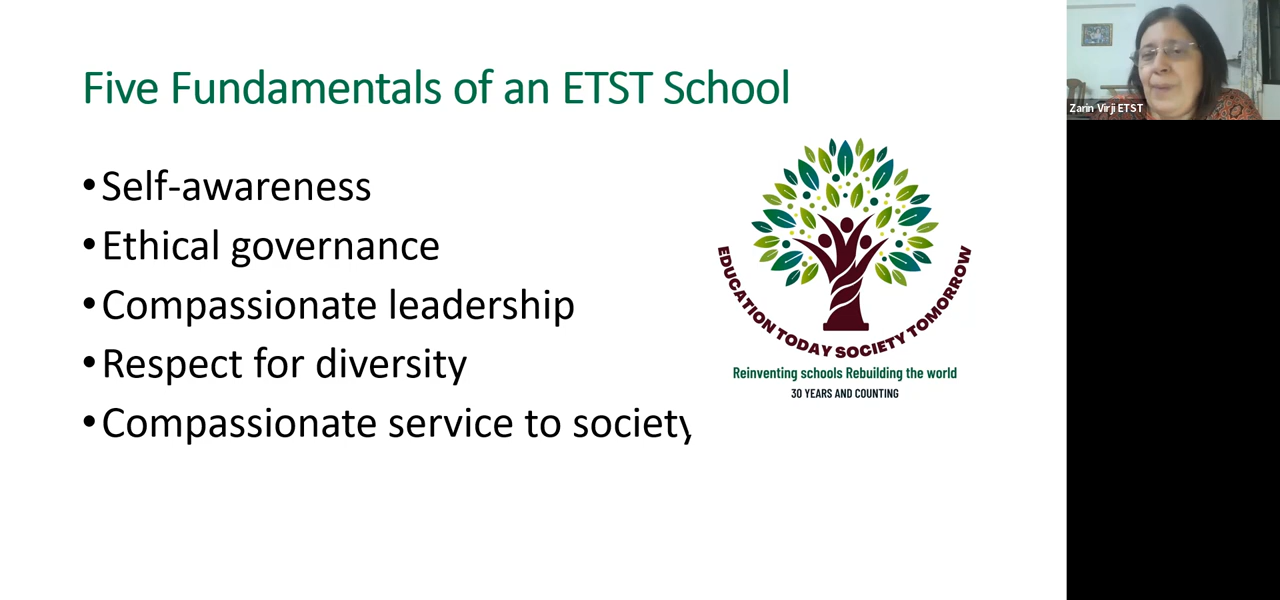 Five Fundamentals of an ETST School
•Self-awareness
•Ethical governance
•Compassionate leadership
•Respect for diversity
•Compassionate service to society
EDUCATION TODAY SOCIETY TOMORROW
Reinventing schools Rebuilding the world
30 YEARS AND COUNTING
Zarin Virji ETST